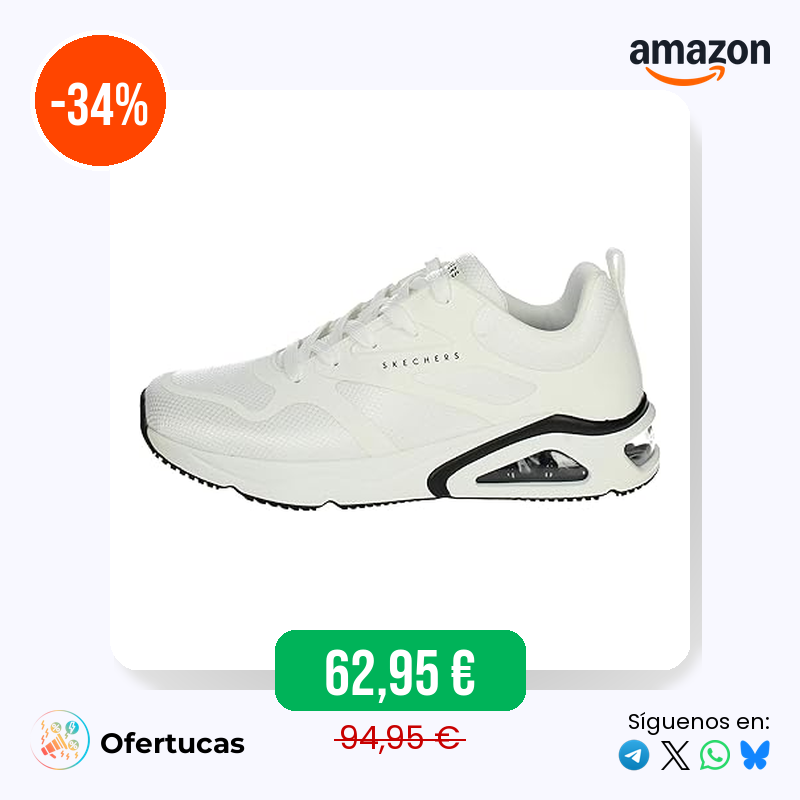 -34%
amazon
SKECHERS
62,95 €
94,95 €
Ofertucas
Síguenos en: